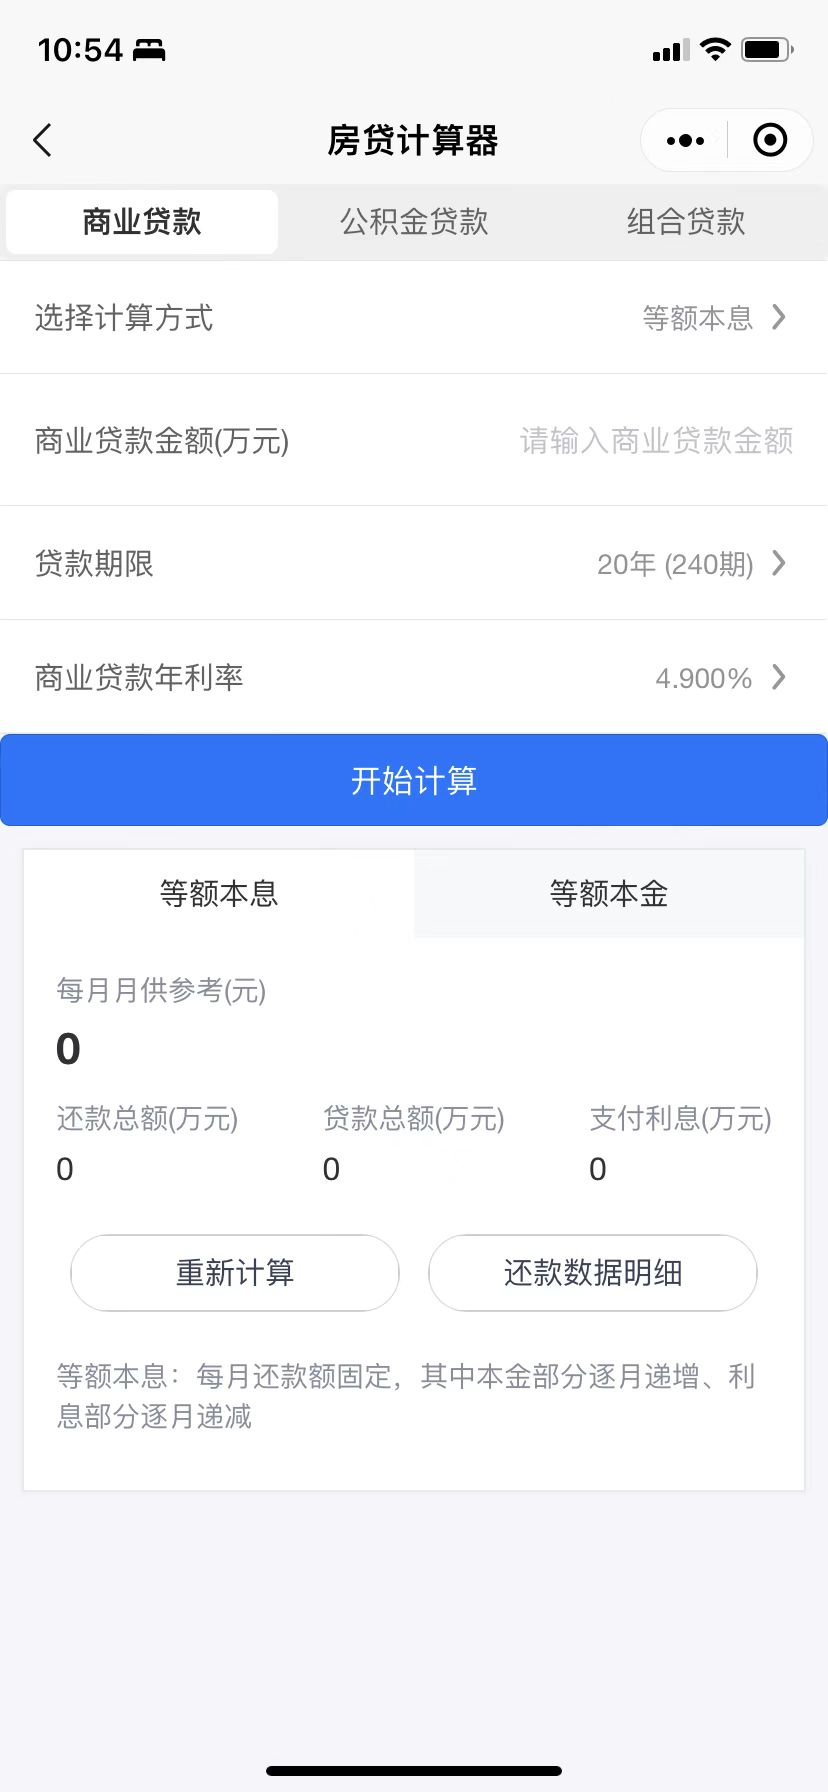 10:54
房贷计算器
商业贷款 公积金贷款 组合贷款
选择计算方式 等额本息
商业贷款金额(万元) 请输入商业贷款金额
贷款期限 20年 (240期)
商业贷款年利率 4.900%
开始计算
等额本息 等额本金
每月月供参考(元)
0
还款总额(万元) 贷款总额(万元) 支付利息(万元)
0 0 0
重新计算 还款数据明细
等额本息：每月还款额固定，其中本金部分逐月递增、利
息部分逐月递减